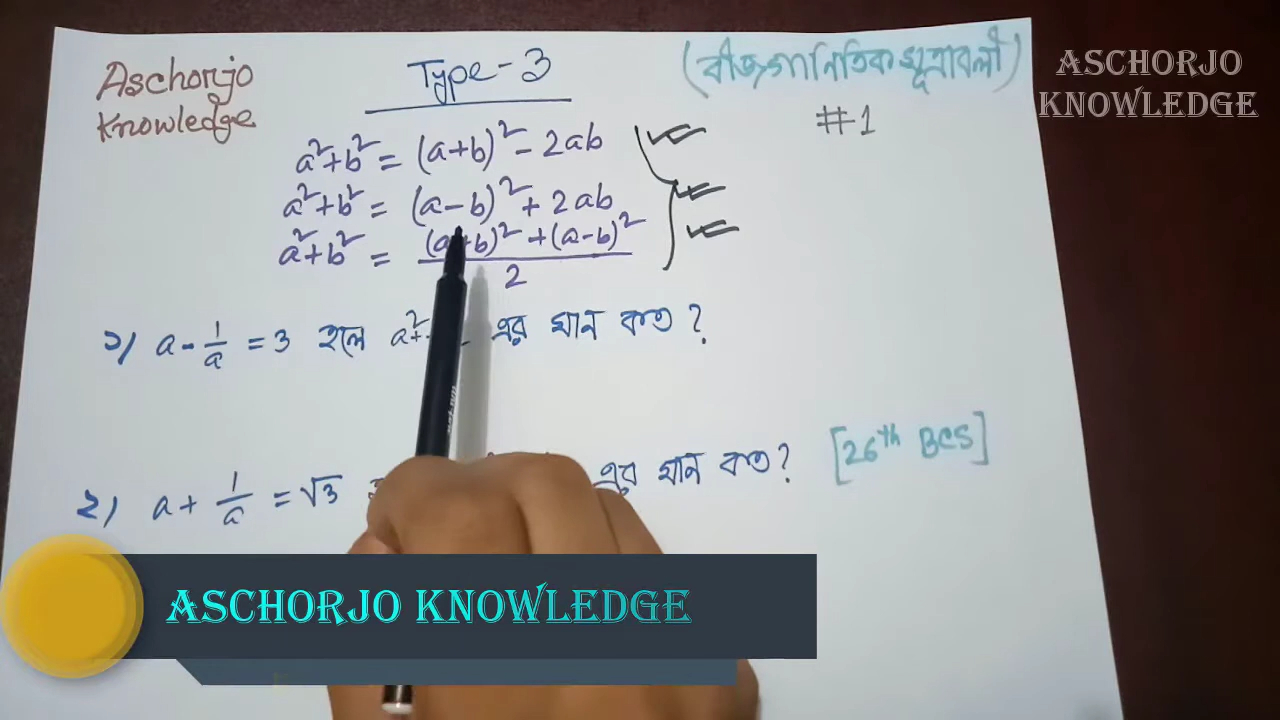 Aschorjo
Knowledge
Type-3
(বীজগানিতিক সূত্রাবলী)
#1
ASCHORJO
KNOWLEDGE
a²+b² = (a+b)² - 2ab
a²+b² = (a-b)² + 2ab
a²+b² = (a+b)² + (a-b)² / 2
১) a - 1/a = 3 হলে a²+ এর মান কত?
২) a + 1/a = √3 এর মান কত? [26th BCS]
ASCHORJO KNOWLEDGE